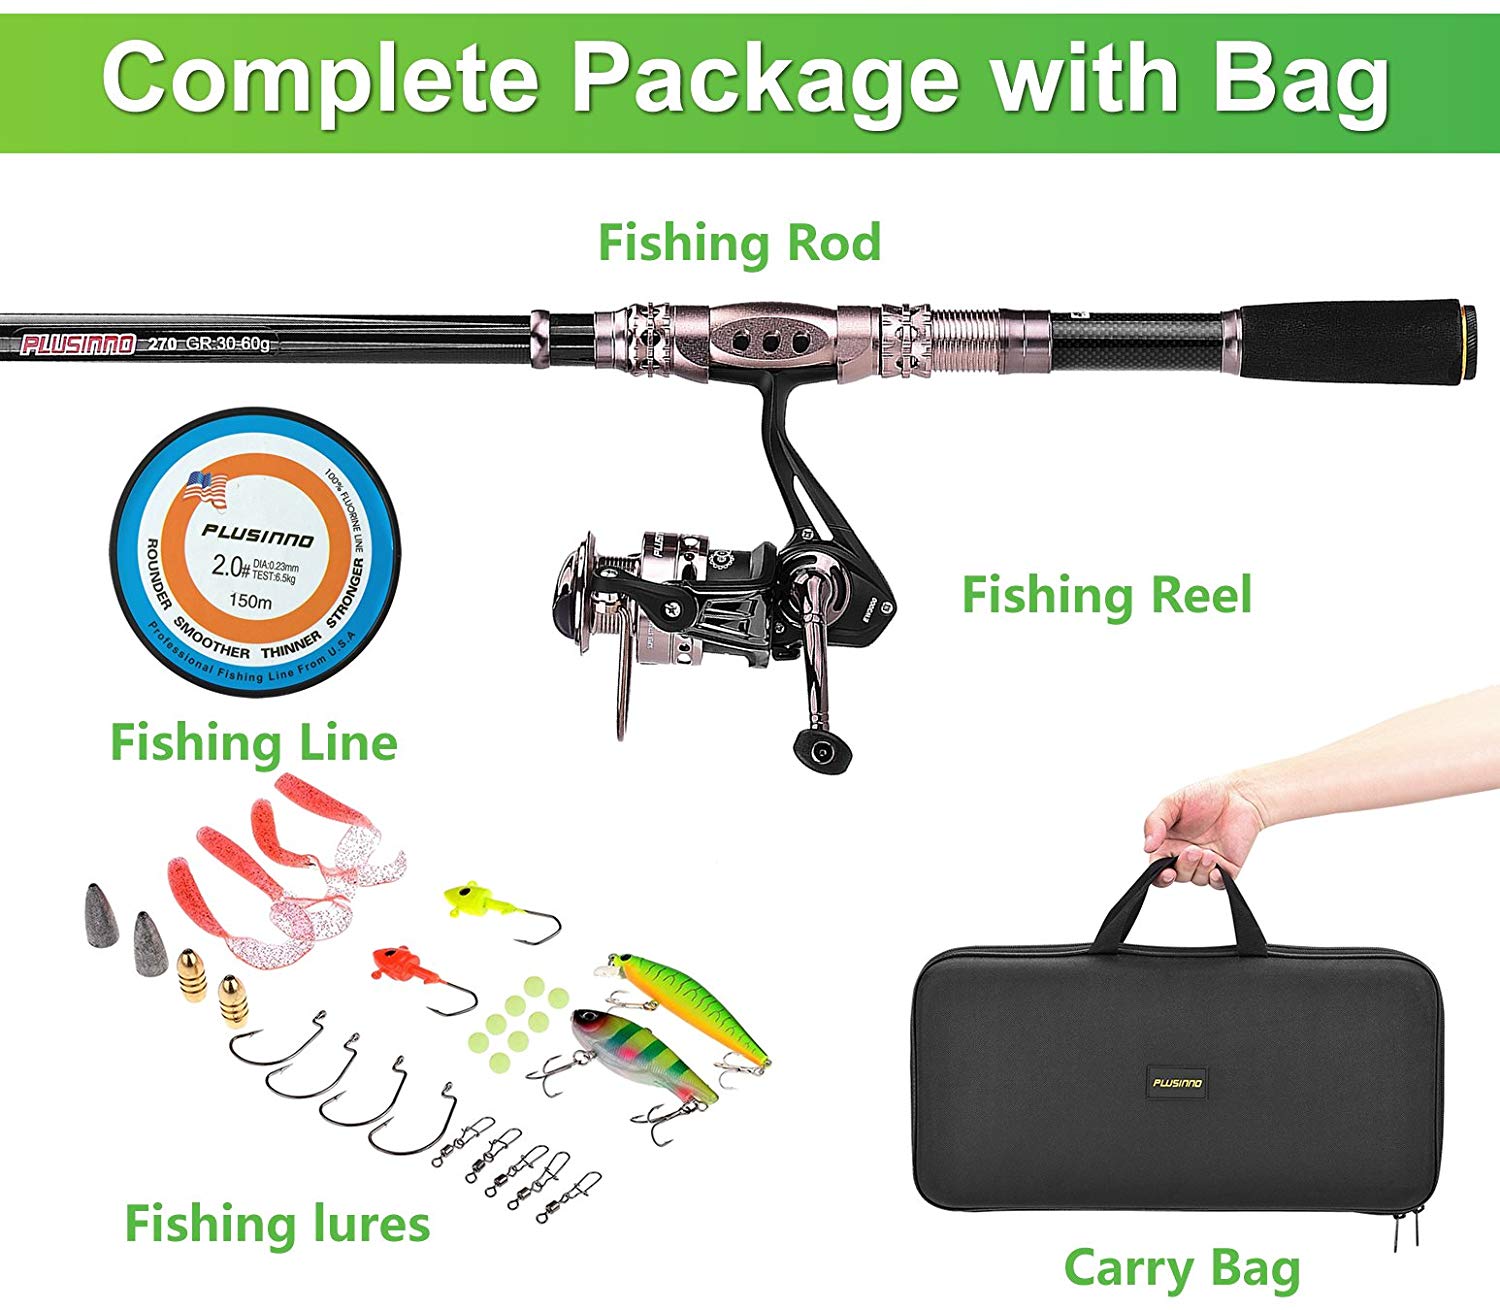 Complete Package with Bag
Fishing Rod
PLUSINNO 270 GR:30-60g
100% FLUORINE LINE
PLUSINNO
2.0# DIA:0.23mm
TEST:6.5kg
150m
ROUNDER SMOOTHER THINNER STRONGER
Professional Fishing Line From U.S.A
PLUSINNO
Fishing Reel
Fishing Line
PLUSINNO
Fishing lures
Carry Bag